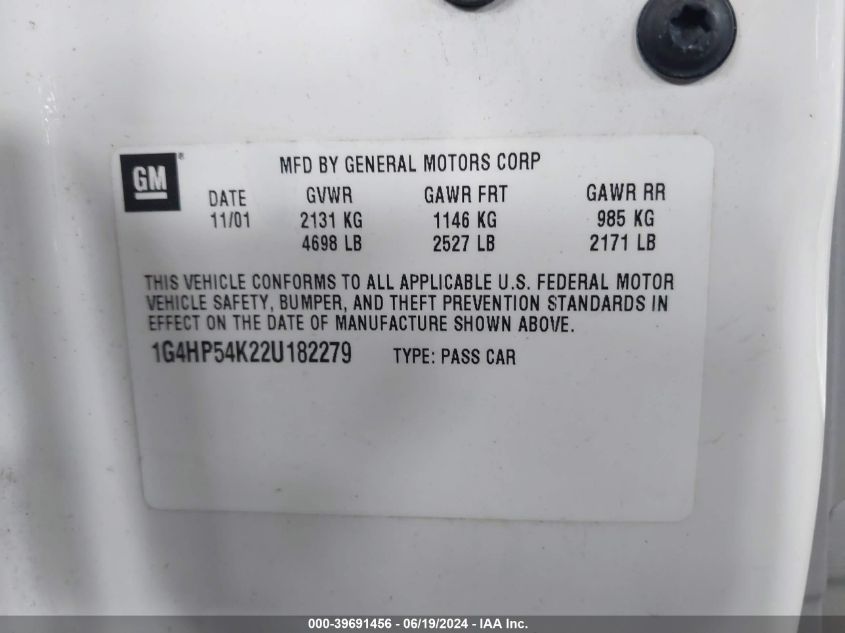 GM®
MFD BY GENERAL MOTORS CORP
DATE GVWR GAWR FRT GAWR RR
11/01 2131 KG 1146 KG 985 KG
4698 LB 2527 LB 2171 LB
THIS VEHICLE CONFORMS TO ALL APPLICABLE U.S. FEDERAL MOTOR
VEHICLE SAFETY, BUMPER, AND THEFT PREVENTION STANDARDS IN
EFFECT ON THE DATE OF MANUFACTURE SHOWN ABOVE.
1G4HP54K22U182279 TYPE: PASS CAR
000-39691456 - 06/19/2024 - IAA Inc.